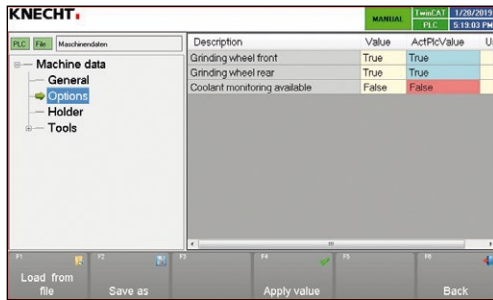 KNECHT
MANUAL
TwinCAT 1/28/2019
PLC 5:19:03 PM
PLC File Maschinendaten
Machine data
General
Options
Holder
Tools
Description Value ActPlcValue
Grinding wheel front True True
Grinding wheel rear True True
Coolant monitoring available False False
F1 F2 F3 F4 F5 F6
Load from
file Save as Apply value Back